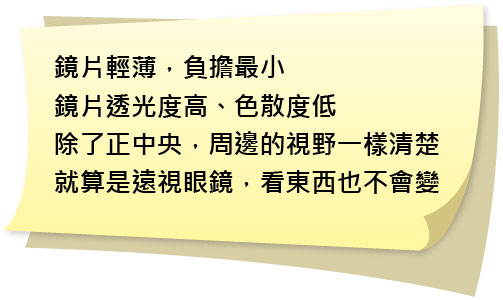 鏡片輕薄，負擔最小
鏡片透光度高、色散度低
除了正中央，周邊的視野一樣清楚
就算是遠視眼鏡，看東西也不會變